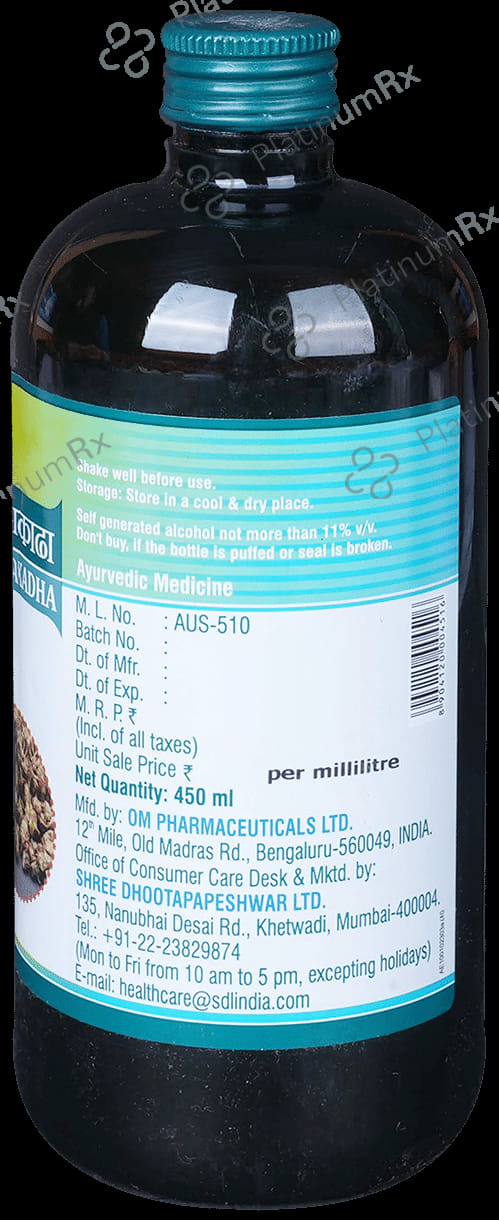 PlatinumRx
PlatinumRx
PlatinumRx
Shake well before use.
Storage: Store in a cool & dry place.
Self generated alcohol not more than 11% v/v.
Don't buy, if the bottle is puffed or seal is broken.
Ayurvedic Medicine
M. L. No. : AUS-510
Batch No. :
Dt. of Mfr. :
Dt. of Exp. :
M. R. P. ₹
(Incl. of all taxes)
Unit Sale Price ₹ per millilitre
Net Quantity: 450 ml
Mfd. by: OM PHARMACEUTICALS LTD.
12th Mile, Old Madras Rd., Bengaluru-560049, INDIA.
Office of Consumer Care Desk & Mktd. by:
SHREE DHOOTAPAPESHWAR LTD.
135, Nanubhai Desai Rd., Khetwadi, Mumbai-400004.
Tel.: +91-22-23829874
(Mon to Fri from 10 am to 5 pm, excepting holidays)
E-mail: healthcare@sdlindia.com
8 904120 004516